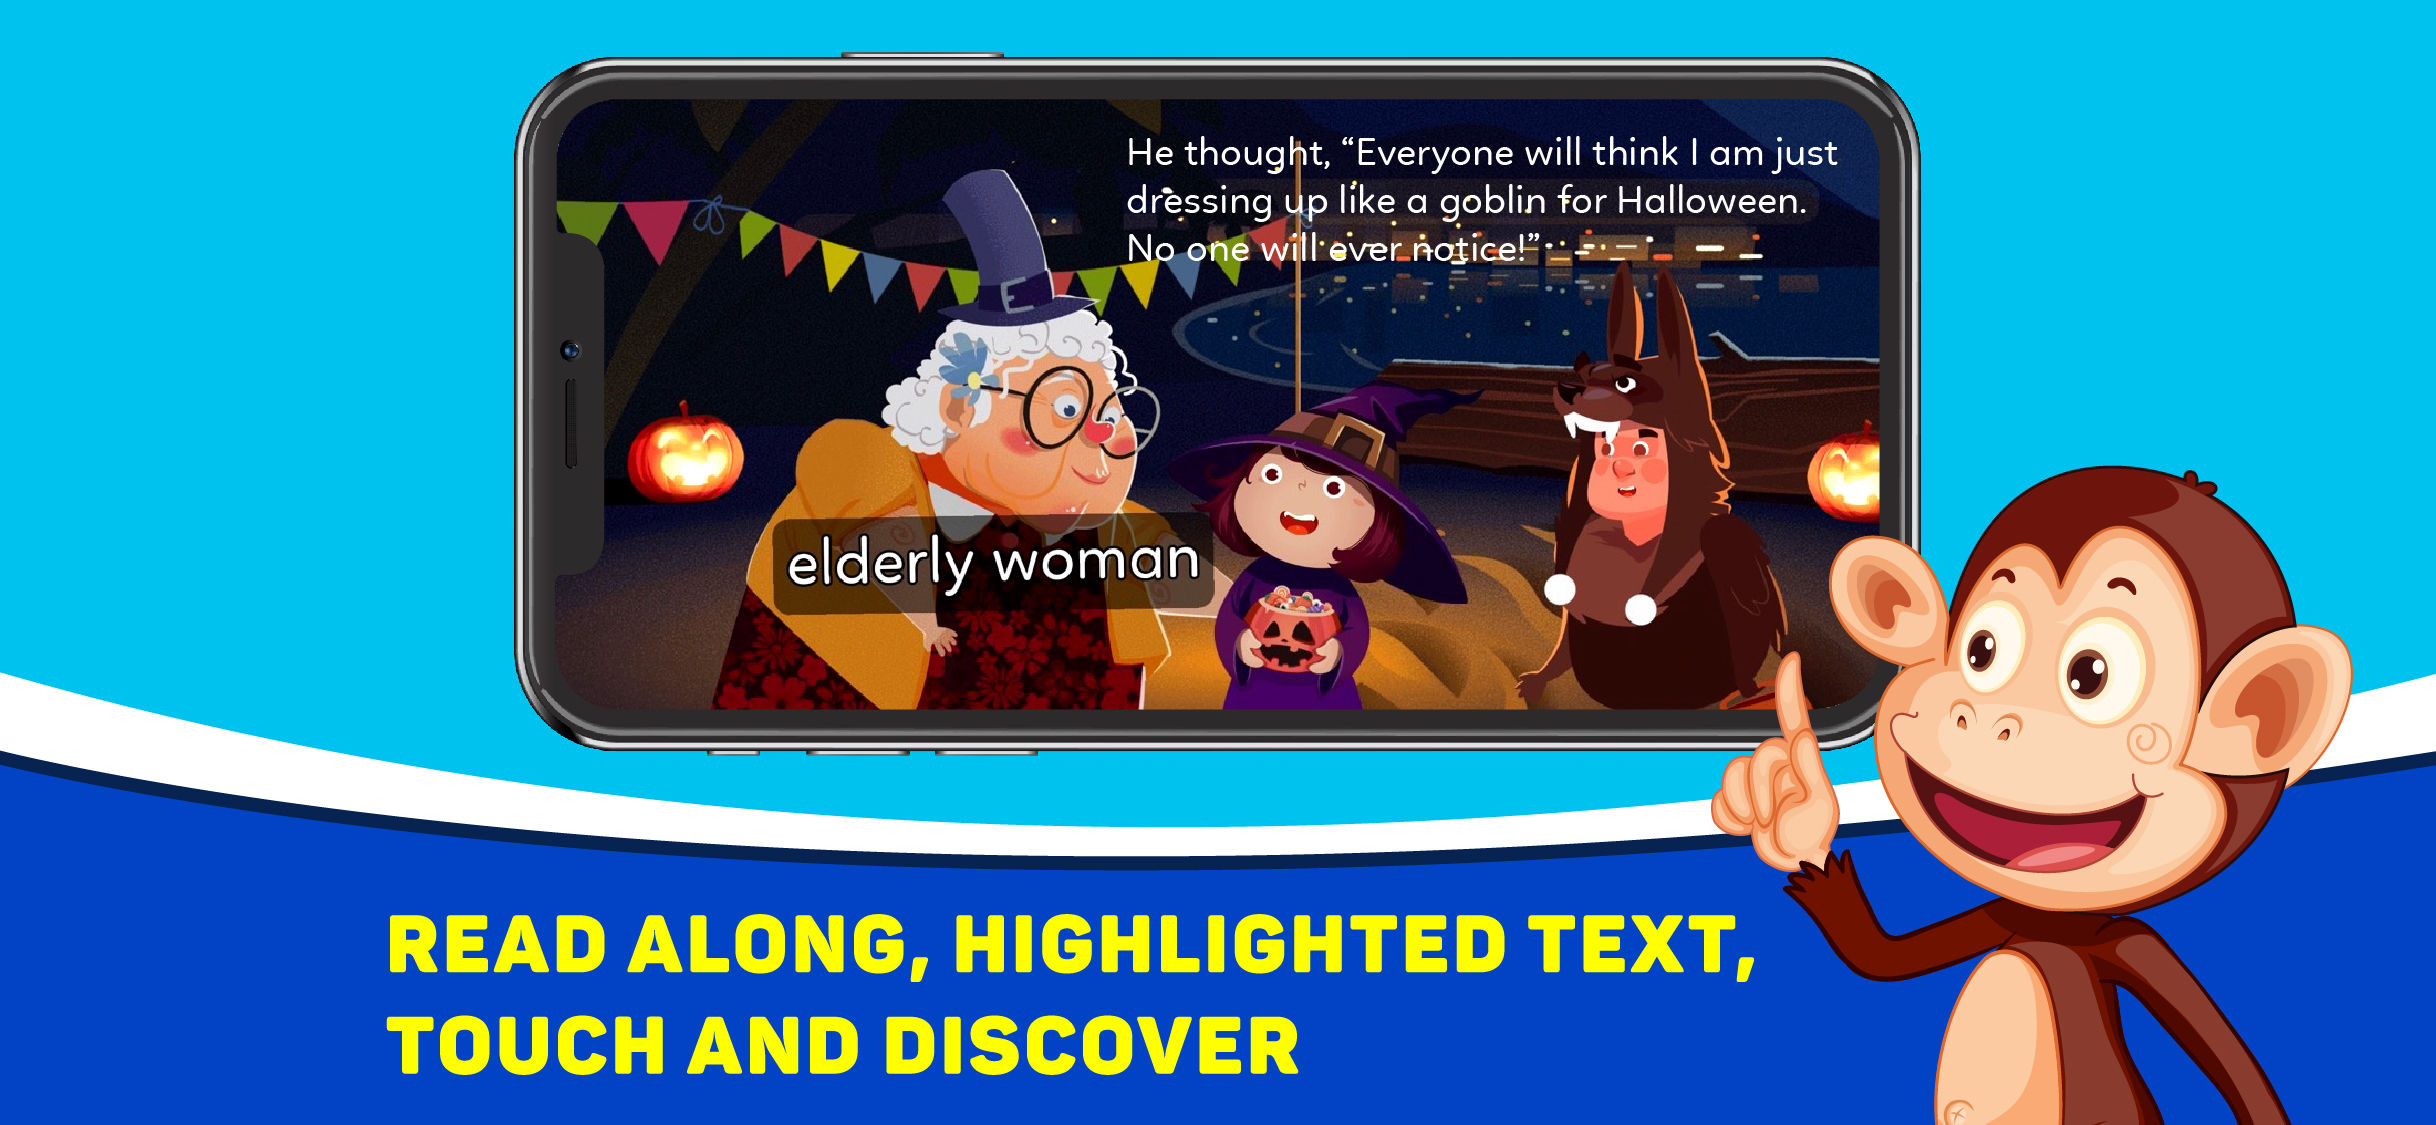 He thought, “Everyone will think I am just
dressing up like a goblin for Halloween.
No one will ever notice!”
elderly woman
READ ALONG, HIGHLIGHTED TEXT,
TOUCH AND DISCOVER